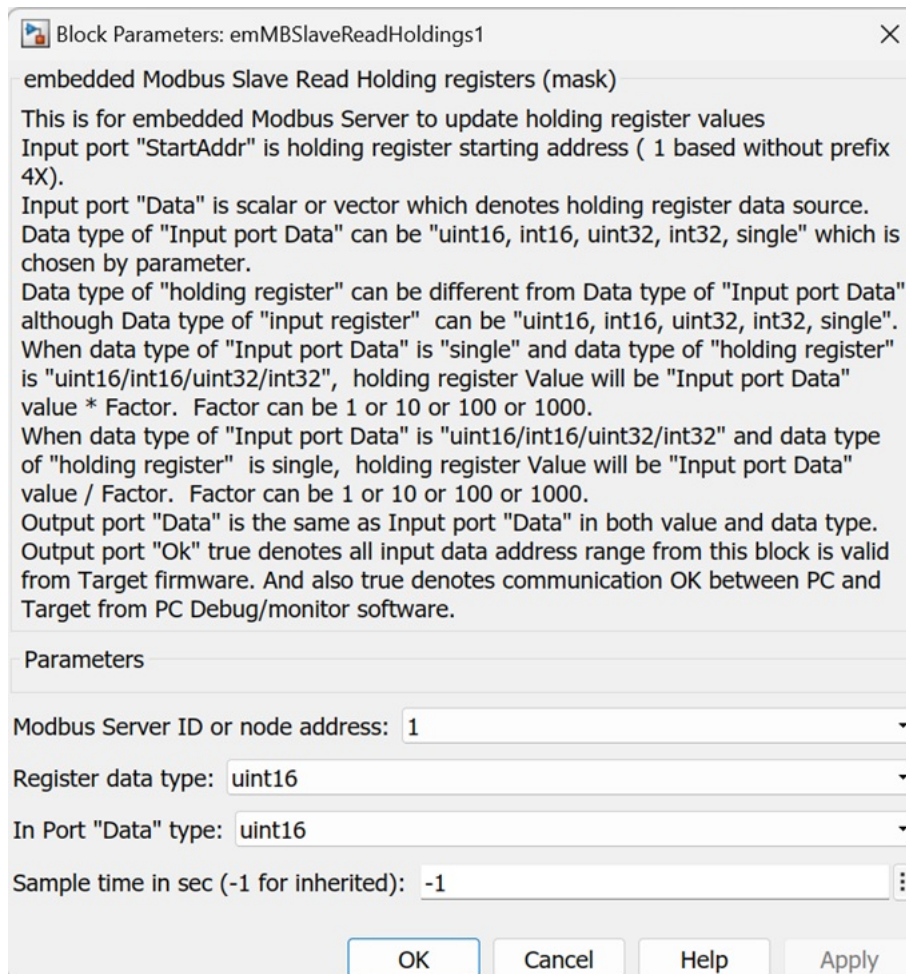 Block Parameters: emMBSlaveReadHoldings1
embedded Modbus Slave Read Holding registers (mask)
This is for embedded Modbus Server to update holding register values
Input port "StartAddr" is holding register starting address ( 1 based without prefix
4X).
Input port "Data" is scalar or vector which denotes holding register data source.
Data type of "Input port Data" can be "uint16, int16, uint32, int32, single" which is
chosen by parameter.
Data type of "holding register" can be different from Data type of "Input port Data"
although Data type of "input register"  can be "uint16, int16, uint32, int32, single".
When data type of "Input port Data" is "single" and data type of "holding register"
is "uint16/int16/uint32/int32",  holding register Value will be "Input port Data"
value * Factor.  Factor can be 1 or 10 or 100 or 1000.
When data type of "Input port Data" is "uint16/int16/uint32/int32" and data type
of "holding register"  is single,  holding register Value will be "Input port Data"
value / Factor.  Factor can be 1 or 10 or 100 or 1000.
Output port "Data" is the same as Input port "Data" in both value and data type.
Output port "Ok" true denotes all input data address range from this block is valid
from Target firmware. And also true denotes communication OK between PC and
Target from PC Debug/monitor software.
Parameters
Modbus Server ID or node address: 1
Register data type: uint16
In Port "Data" type: uint16
Sample time in sec (-1 for inherited): -1
OK Cancel Help Apply